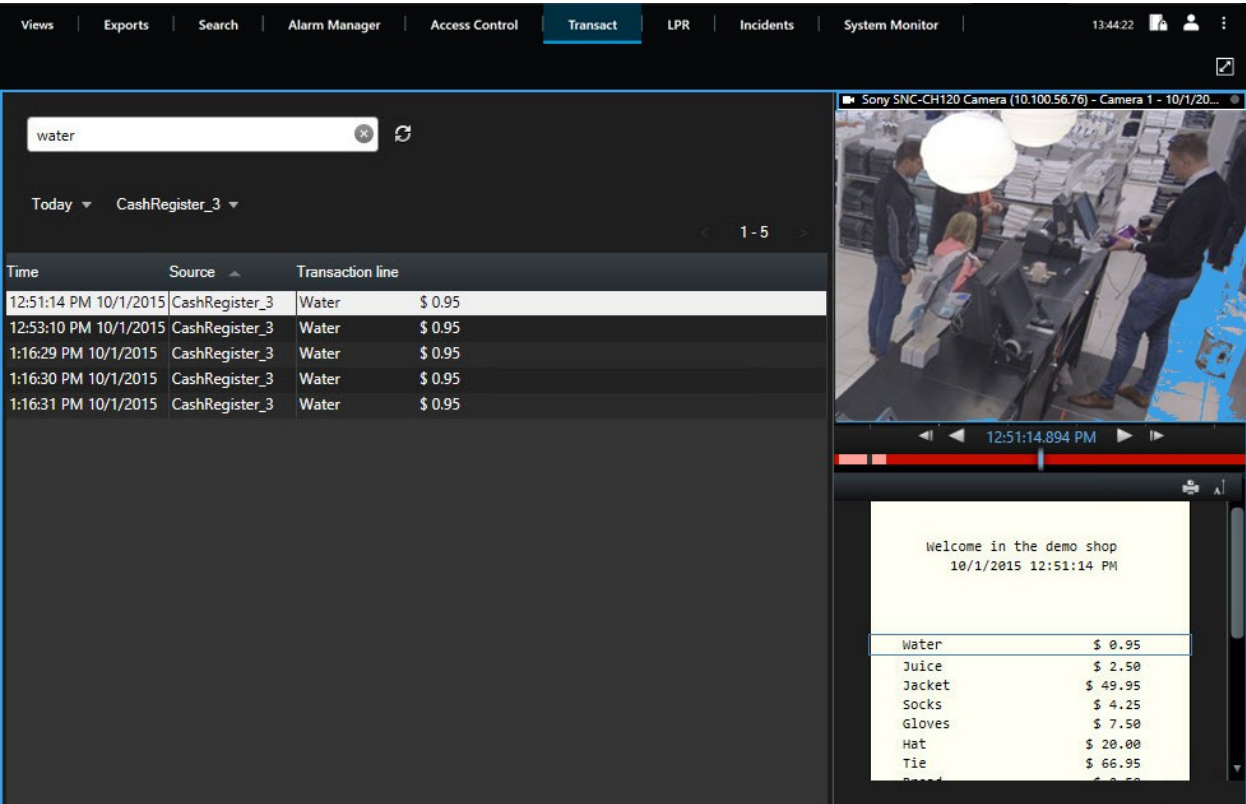 Views Exports Search Alarm Manager Access Control Transact LPR Incidents System Monitor 13:44:22
Sony SNC-CH120 Camera (10.100.56.76) - Camera 1 - 10/1/20...
water
Today CashRegister_3
< 1 - 5 >
Time Source Transaction line
12:51:14 PM 10/1/2015 CashRegister_3 Water $ 0.95
12:53:10 PM 10/1/2015 CashRegister_3 Water $ 0.95
1:16:29 PM 10/1/2015 CashRegister_3 Water $ 0.95
1:16:30 PM 10/1/2015 CashRegister_3 Water $ 0.95
1:16:31 PM 10/1/2015 CashRegister_3 Water $ 0.95
12:51:14.894 PM
Welcome in the demo shop
10/1/2015 12:51:14 PM
Water $ 0.95
Juice $ 2.50
Jacket $ 49.95
Socks $ 4.25
Gloves $ 7.50
Hat $ 20.00
Tie $ 66.95